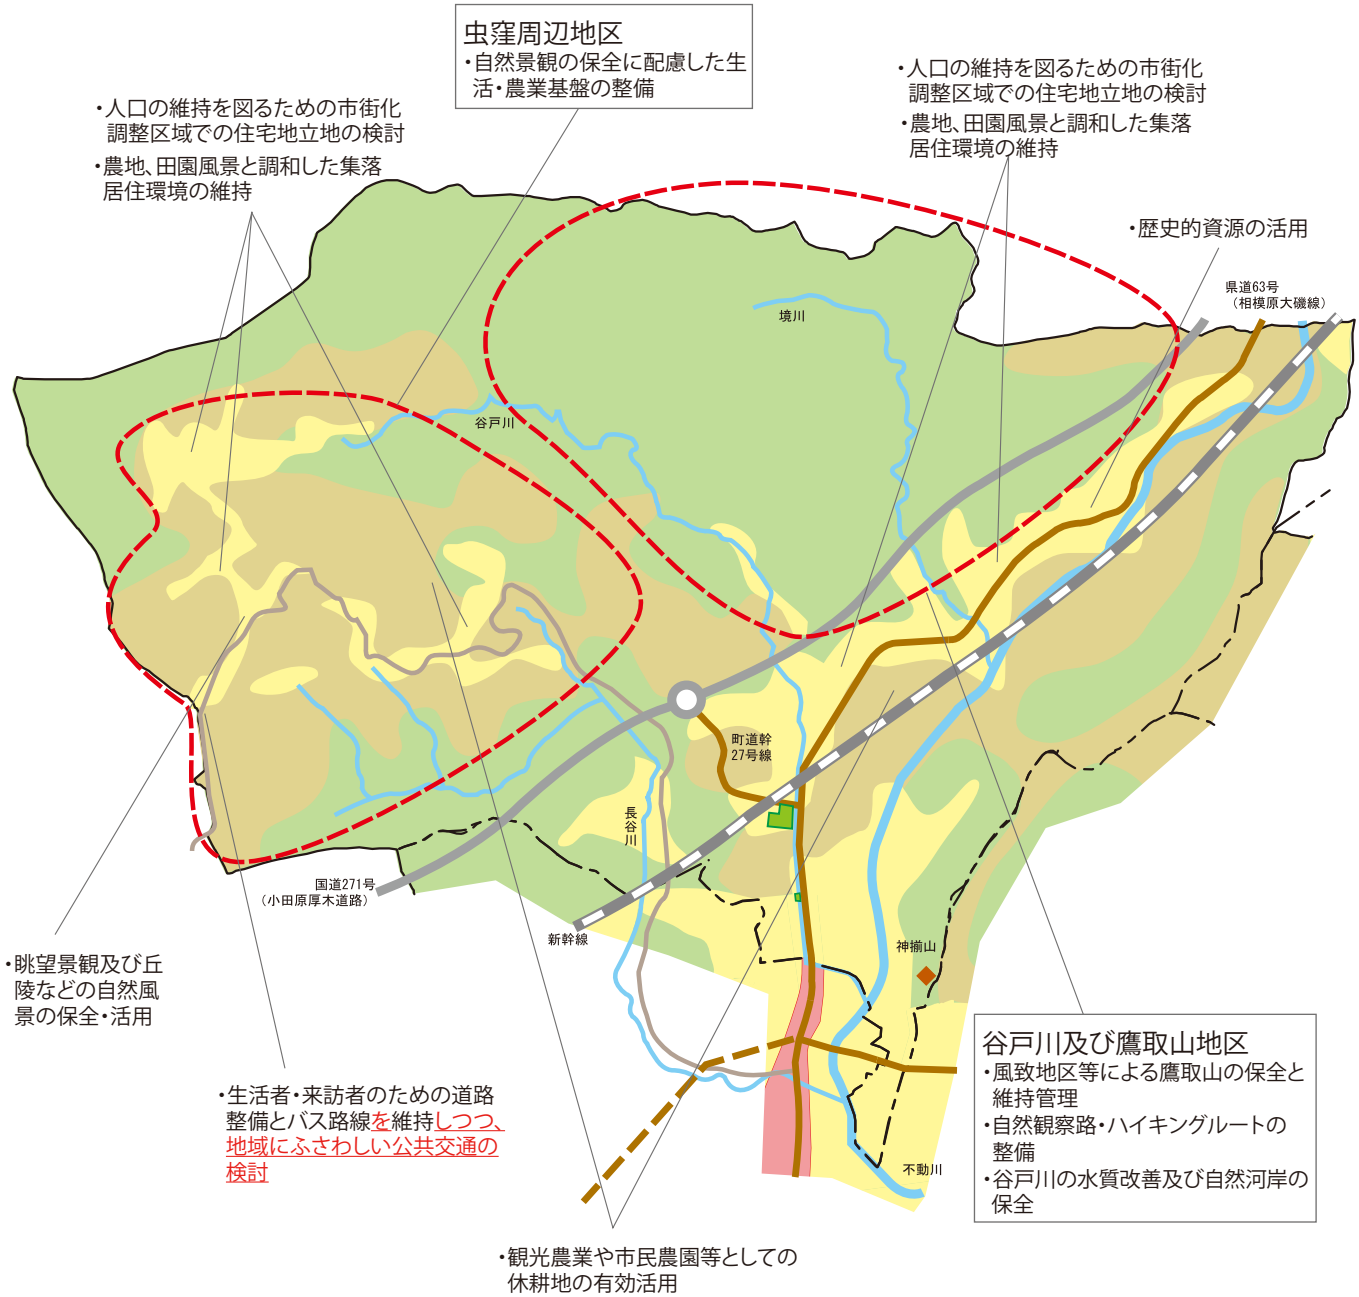 虫窪周辺地区
・自然景観の保全に配慮した生
活・農業基盤の整備
・人口の維持を図るための市街化
調整区域での住宅地立地の検討
・農地、田園風景と調和した集落
居住環境の維持
・人口の維持を図るための市街化
調整区域での住宅地立地の検討
・農地、田園風景と調和した集落
居住環境の維持
・歴史的資源の活用
県道63号
（相模原大磯線）
境川
谷戸川
町道幹
27号線
長谷川
国道271号
（小田原厚木道路）
新幹線
神揃山
不動川
・眺望景観及び丘
陵などの自然風
景の保全・活用
・生活者・来訪者のための道路
整備とバス路線を維持しつつ、
地域にふさわしい公共交通の
検討
谷戸川及び鷹取山地区
・風致地区等による鷹取山の保全と
維持管理
・自然観察路・ハイキングルートの
整備
・谷戸川の水質改善及び自然河岸の
保全
・観光農業や市民農園等としての
休耕地の有効活用